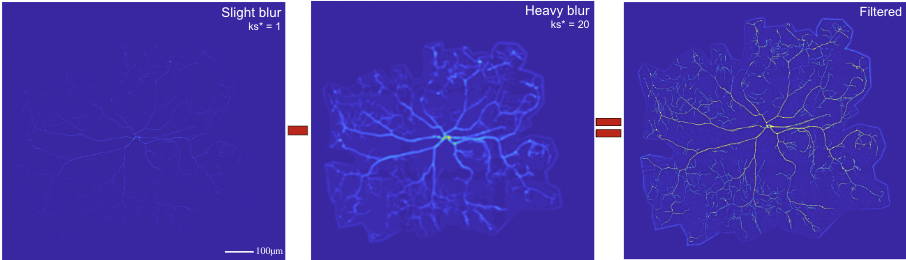 Slight blur
ks* = 1
100µm
Heavy blur
ks* = 20
Filtered